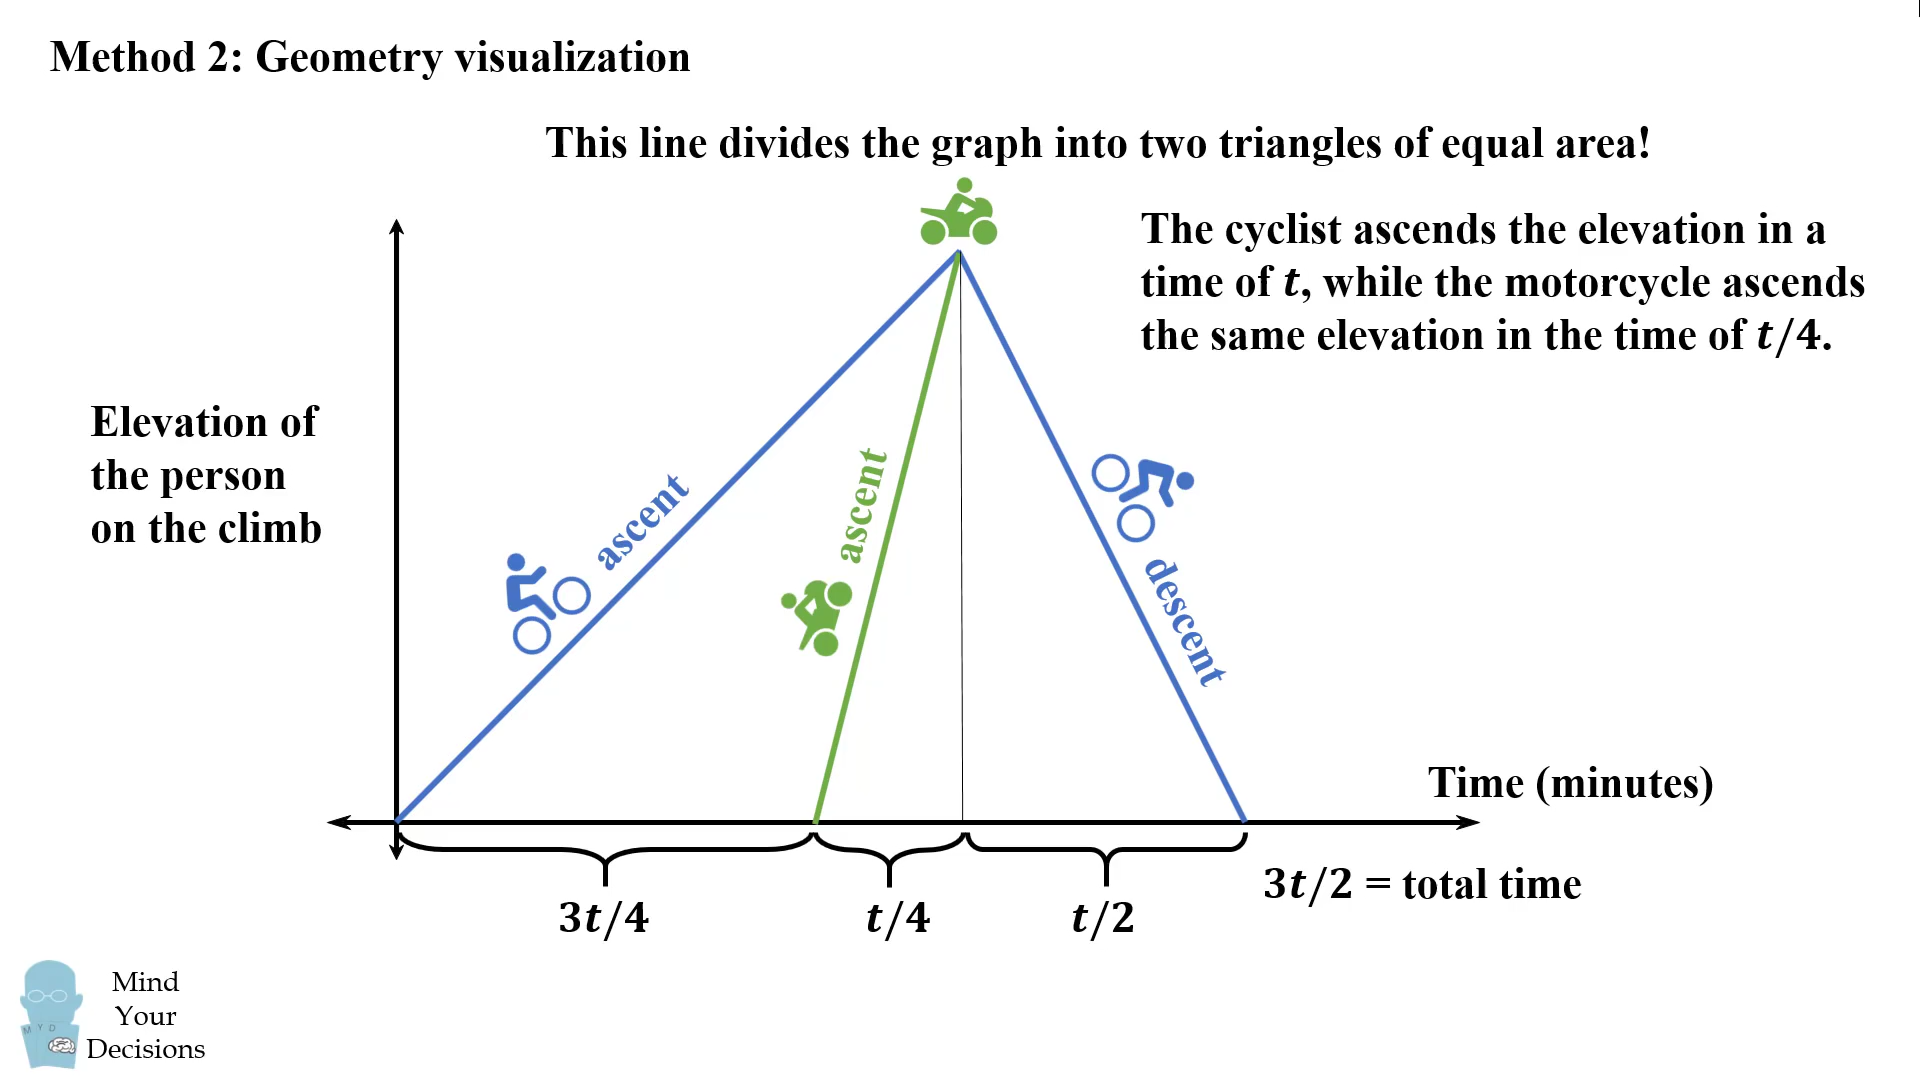 Method 2: Geometry visualization
This line divides the graph into two triangles of equal area!
The cyclist ascends the elevation in a
time of t, while the motorcycle ascends
the same elevation in the time of t/4.
Elevation of
the person
on the climb
ascent
ascent
descent
Time (minutes)
3t/4
t/4
t/2
3t/2 = total time
M Y D
Mind
Your
Decisions